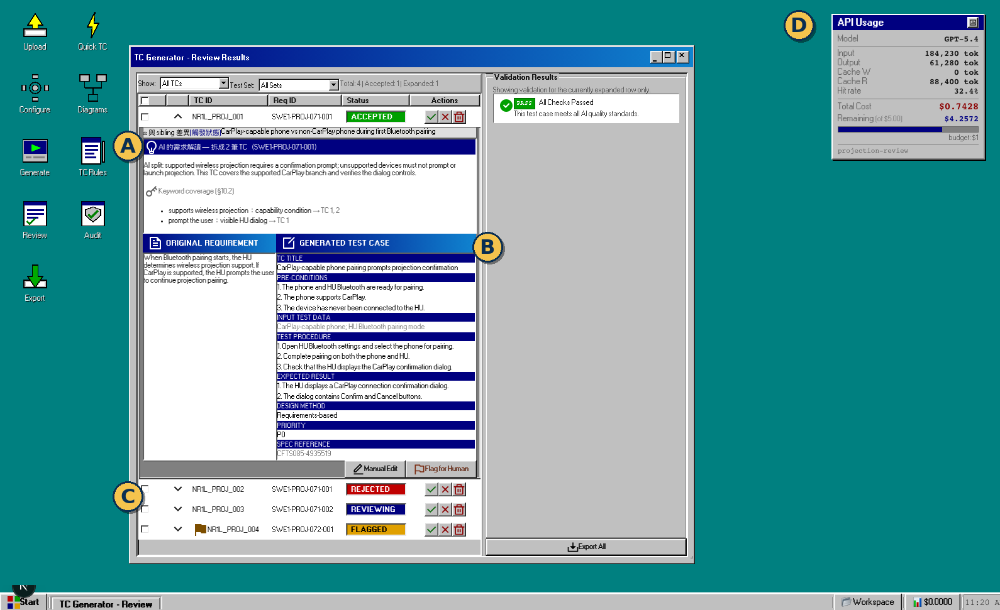 Upload
Quick TC
Configure
Diagrams
Generate
TC Rules
Review
Audit
Export
TC Generator - Review Results
Show:
All TCs
Test Set:
All Sets
Total: 4 | Accepted: 1 | Expanded: 1
TC ID
Req ID
Status
Actions
NR1L_PROJ_001
SWE1-PROJ-071-001
ACCEPTED
與 sibling 差異(觸發狀態)CarPlay-capable phone vs non-CarPlay phone during first Bluetooth pairing
A
AI 的需求解讀 — 拆成 2 筆 TC (SWE1-PROJ-071-001)
AI split: supported wireless projection requires a confirmation prompt; unsupported devices must not prompt or
launch projection. This TC covers the supported CarPlay branch and verifies the dialog controls.
Keyword coverage (§10.2)
• supports wireless projection：capability condition → TC 1, 2
• prompt the user：visible HU dialog → TC 1
ORIGINAL REQUIREMENT
When Bluetooth pairing starts, the HU
determines wireless projection support. If
CarPlay is supported, the HU prompts the user
to continue projection pairing.
GENERATED TEST CASE
B
TC TITLE
CarPlay-capable phone pairing prompts projection confirmation
PRE-CONDITIONS
1. The phone and HU Bluetooth are ready for pairing.
2. The phone supports CarPlay.
3. The device has never been connected to the HU.
INPUT TEST DATA
CarPlay-capable phone; HU Bluetooth pairing mode
TEST PROCEDURE
1. Open HU Bluetooth settings and select the phone for pairing.
2. Complete pairing on both the phone and HU.
3. Check that the HU displays the CarPlay confirmation dialog.
EXPECTED RESULT
1. The HU displays a CarPlay connection confirmation dialog.
2. The dialog contains Confirm and Cancel buttons.
DESIGN METHOD
Requirements-based
PRIORITY
P0
SPEC REFERENCE
CFTS085-4935519
Manual Edit
Flag for Human
C
NR1L_PROJ_002
SWE1-PROJ-071-001
REJECTED
NR1L_PROJ_003
SWE1-PROJ-071-002
REVIEWING
NR1L_PROJ_004
SWE1-PROJ-072-001
FLAGGED
Validation Results
Showing validation for the currently expanded row only.
PASS All Checks Passed
This test case meets all AI quality standards.
Export All
D
API Usage
Model GPT-5.4
Input 184,230 tok
Output 61,280 tok
Cache W 0 tok
Cache R 88,400 tok
Hit rate 32.4%
Total Cost $0.7428
Remaining (of $5.00) $4.2572
budget: $1
projection-review
Start
TC Generator - Review
Workspace
$0.0000
11:20